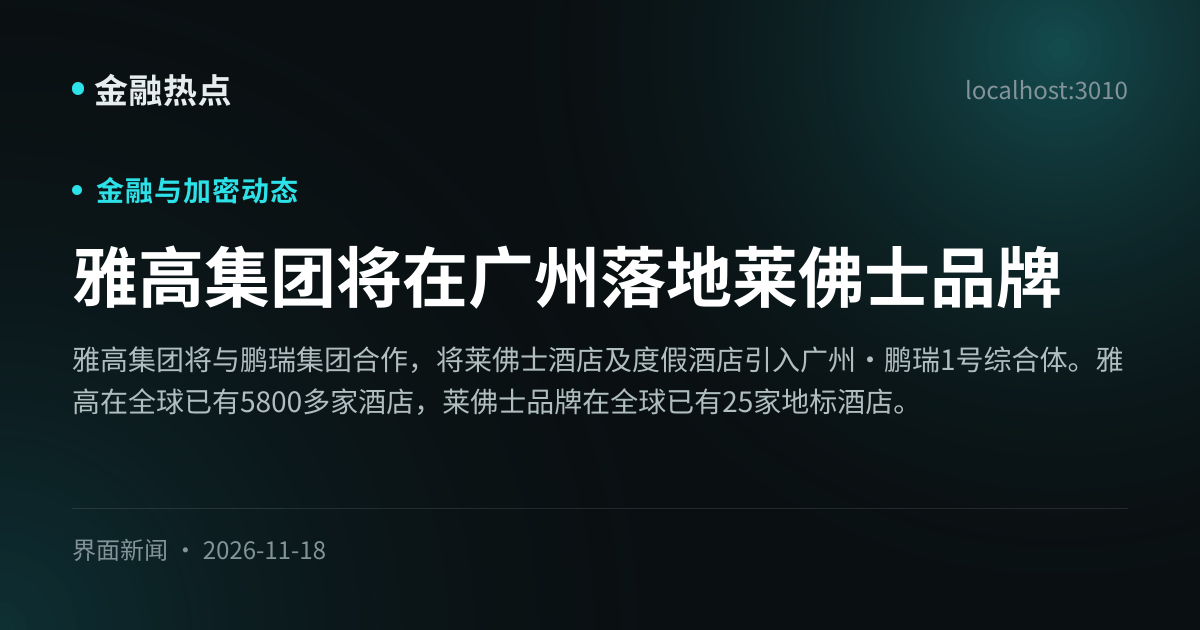 金融热点
localhost:3010
金融与加密动态
雅高集团将在广州落地莱佛士品牌
雅高集团将与鹏瑞集团合作，将莱佛士酒店及度假酒店引入广州·鹏瑞1号综合体。雅
高在全球已有5800多家酒店，莱佛士品牌在全球已有25家地标酒店。
界面新闻 · 2026-11-18